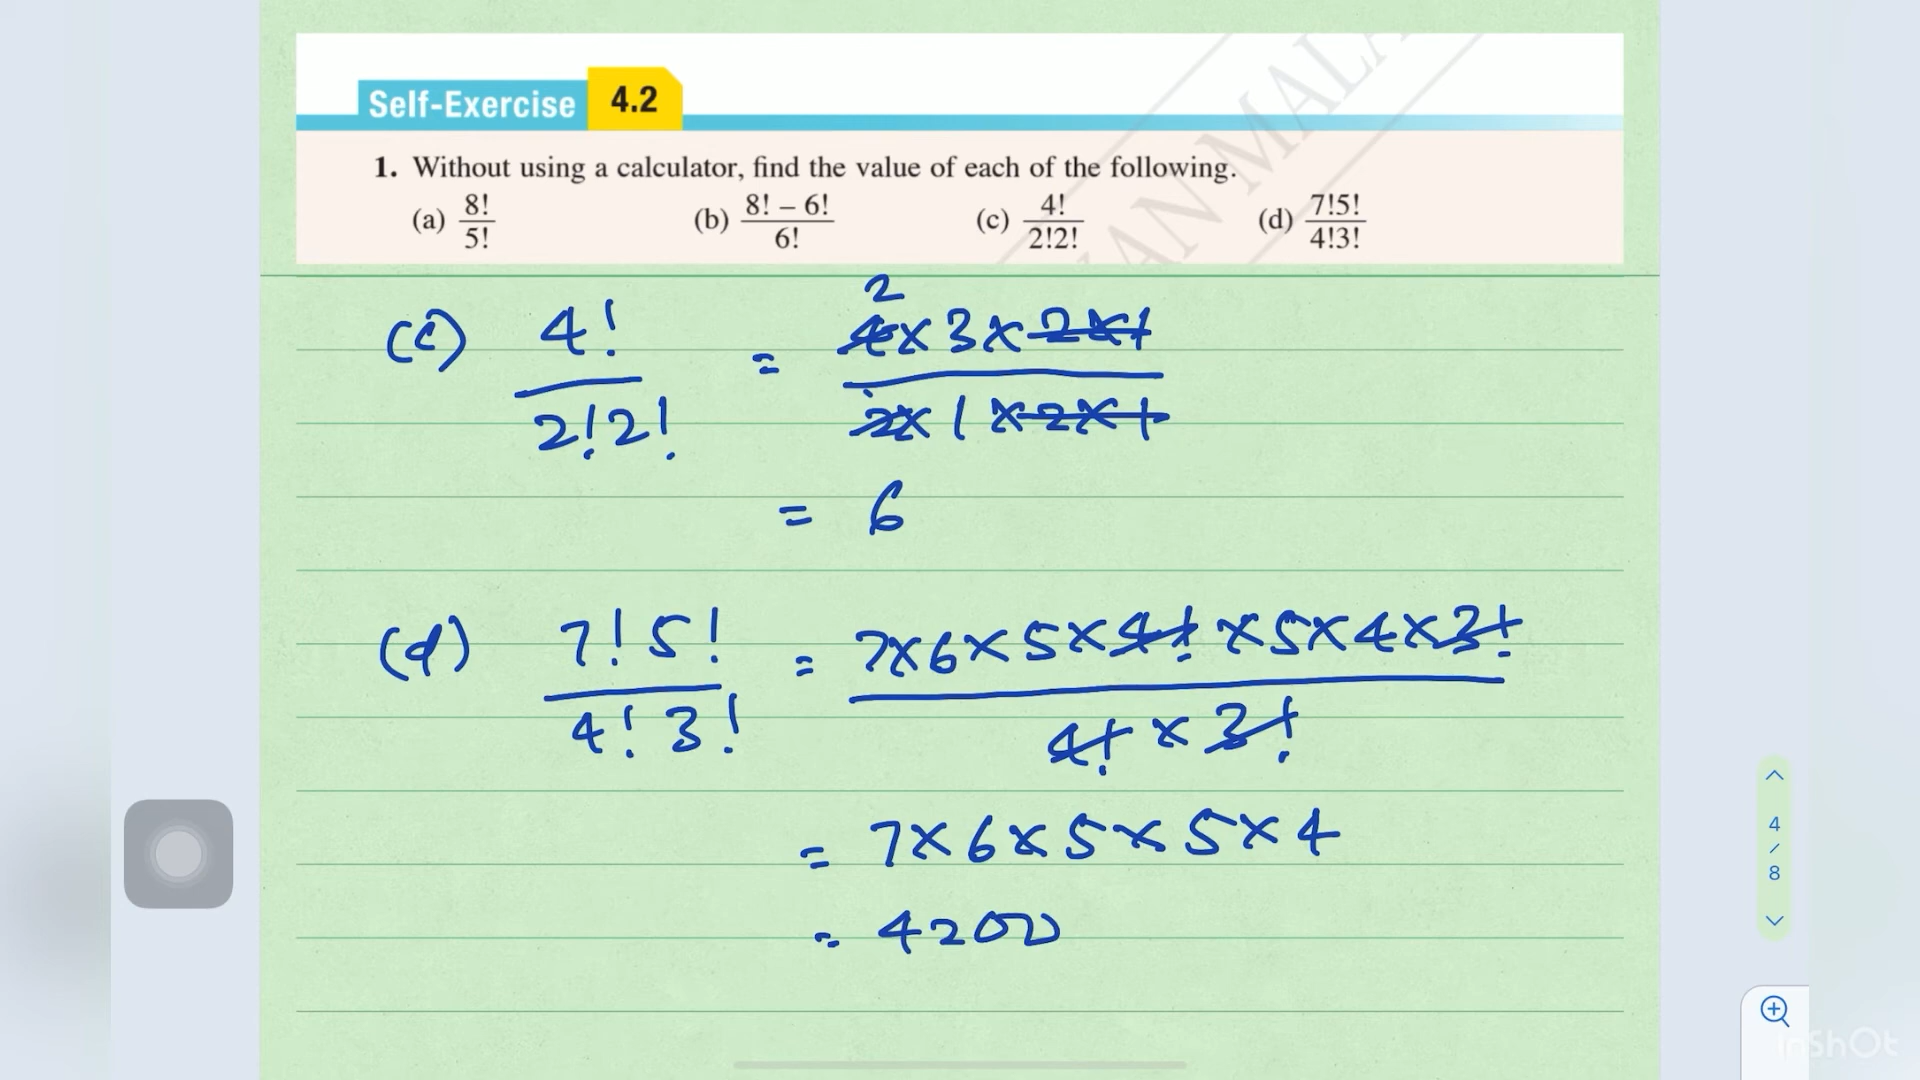 Self-Exercise 4.2
1. Without using a calculator, find the value of each of the following.
(a) 8!/5! (b) 8! – 6!/6! (c) 4!/2!2! (d) 7!5!/4!3!
(c) 4!/2!2! = 4×3×2×1/2×1×2×1
2
= 6
(d) 7!5!/4!3! = 7×6×5×4!×5×4×3!/4!×3!
= 7×6×5×5×4
= 4200
4
/
8
InShOt